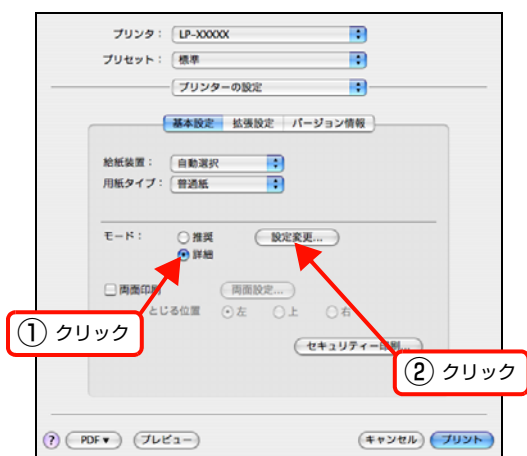 プリンタ： LP-XXXXX
プリセット： 標準
プリンターの設定
基本設定 拡張設定 バージョン情報
給紙装置： 自動選択
用紙タイプ： 普通紙
モード： 推奨 設定変更...
詳細
両面印刷 両面設定...
とじる位置 左 上 右
① クリック
セキュリティー印刷...
② クリック
? PDF▼ プレビュー キャンセル プリント